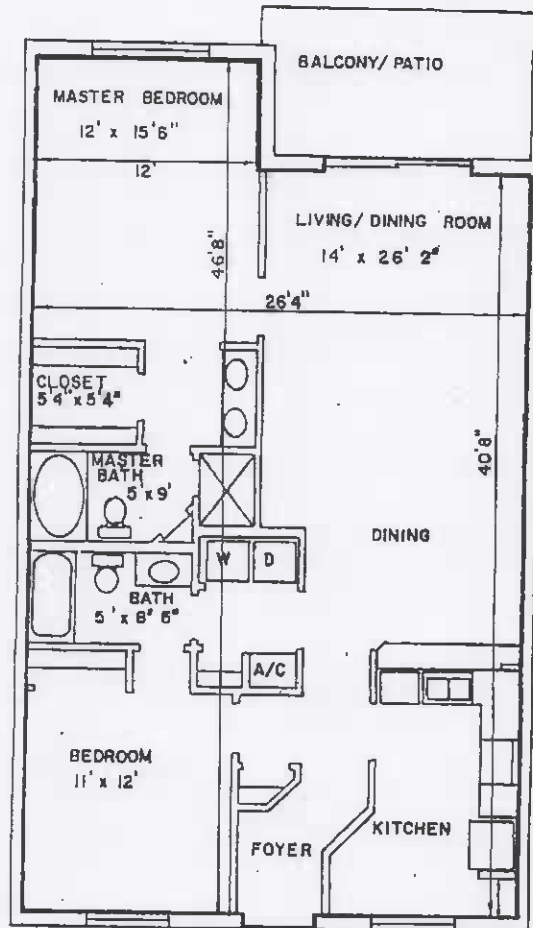 BALCONY/ PATIO
MASTER BEDROOM
12' x 15'6"
12'
LIVING/ DINING ROOM
14' x 26' 2"
46'8"
26'4"
CLOSET
5'4" x 5'4"
40'8"
MASTER
BATH
5' x 9'
DINING
W
D
BATH
5' x 8' 6"
A/C
BEDROOM
11' x 12'
KITCHEN
FOYER